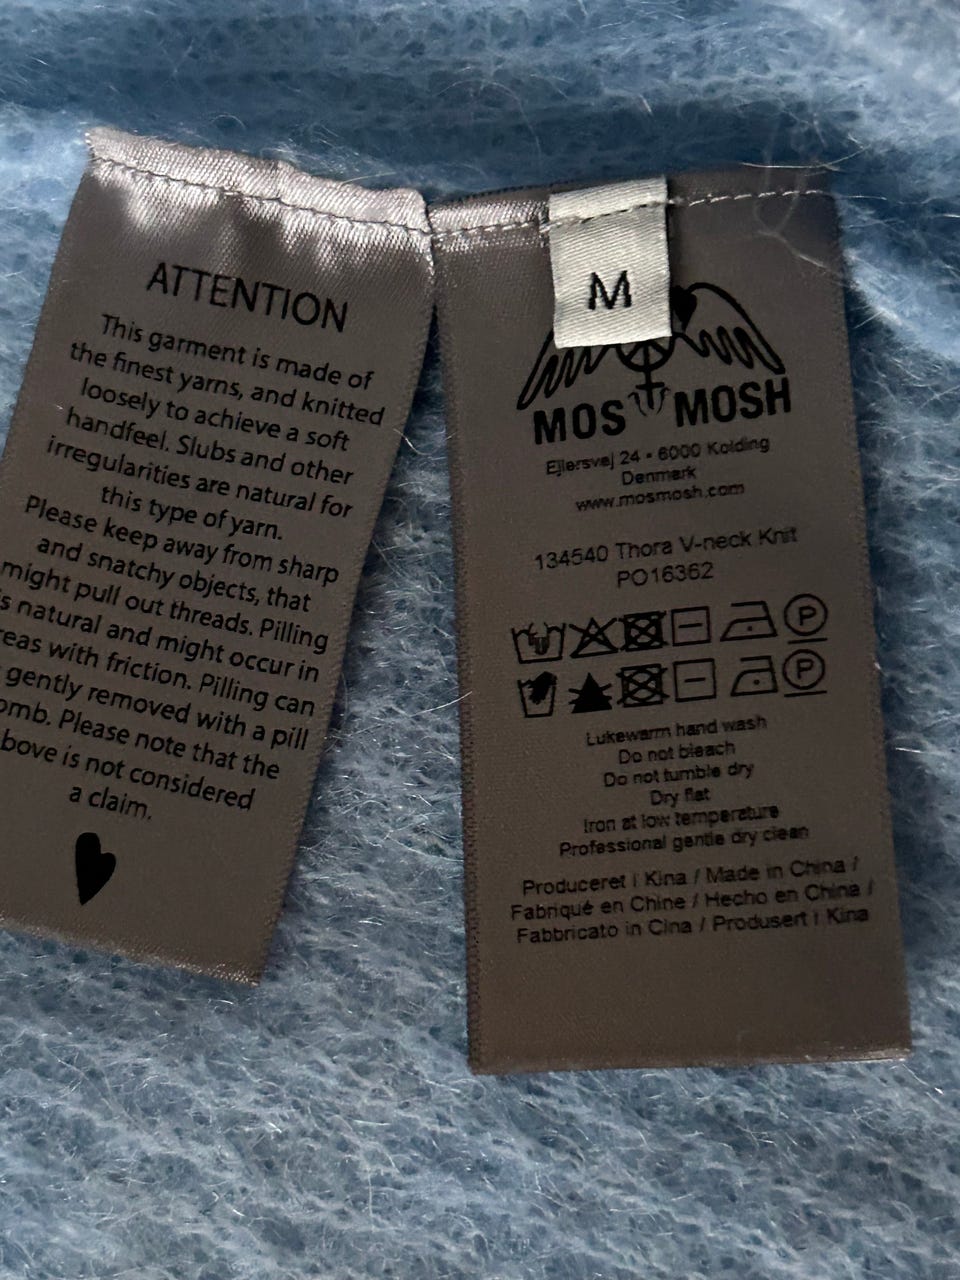 ATTENTION
This garment is made of
the finest yarns, and knitted
loosely to achieve a soft
handfeel. Slubs and other
irregularities are natural for
this type of yarn.
Please keep away from sharp
and snatchy objects, that
might pull out threads. Pilling
s natural and might occur in
reas with friction. Pilling can
gently removed with a pill
omb. Please note that the
bove is not considered
a claim.
M
MOS MOSH
Ejlersvej 24 • 6000 Kolding
Denmark
www.mosmosh.com
134540 Thora V-neck Knit
PO16362
P
P
Lukewarm hand wash
Do not bleach
Do not tumble dry
Dry flat
Iron at low temperature
Professional gentle dry clean
Produceret i Kina / Made in China /
Fabriqué en Chine / Hecho en China /
Fabbricato in Cina / Produsert i Kina